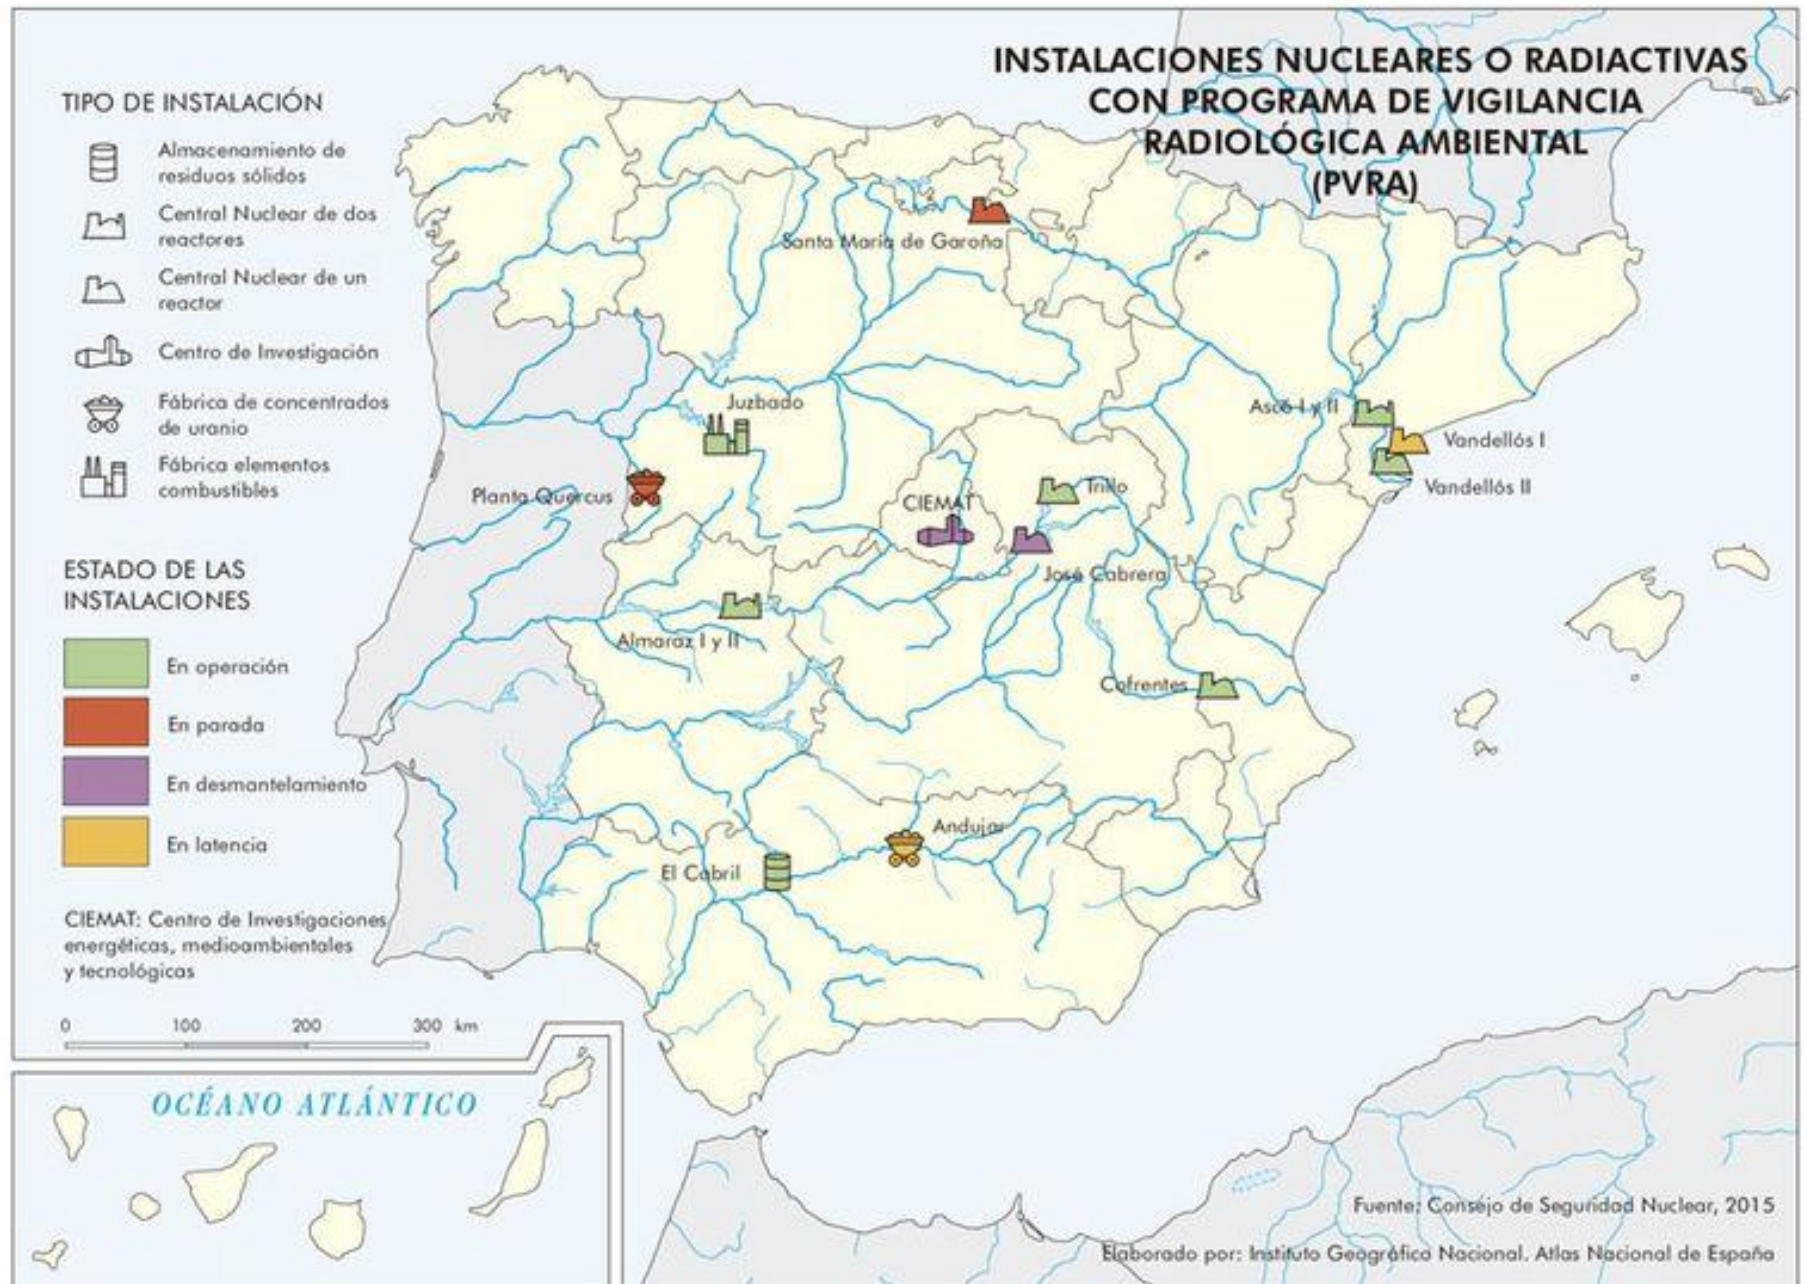 INSTALACIONES NUCLEARES O RADIACTIVAS
CON PROGRAMA DE VIGILANCIA
RADIOLÓGICA AMBIENTAL
(PVRA)
TIPO DE INSTALACIÓN
Almacenamiento de
residuos sólidos
Central Nuclear de dos
reactores
Central Nuclear de un
reactor
Centro de Investigación
Fábrica de concentrados
de uranio
Fábrica elementos
combustibles
ESTADO DE LAS
INSTALACIONES
En operación
En parada
En desmantelamiento
En latencia
CIEMAT: Centro de Investigaciones
energéticas, medioambientales
y tecnológicas
0 100 200 300 km
Santa María de Garoña
Juzbado
Ascó I y II
Vandellós I
Vandellós II
Planta Quercus
CIEMAT
Trillo
José Cabrera
Almaraz I y II
Cofrentes
Andujar
El Cabril
OCÉANO ATLÁNTICO
Fuente: Consejo de Seguridad Nuclear, 2015
Elaborado por: Instituto Geográfico Nacional. Atlas Nacional de España